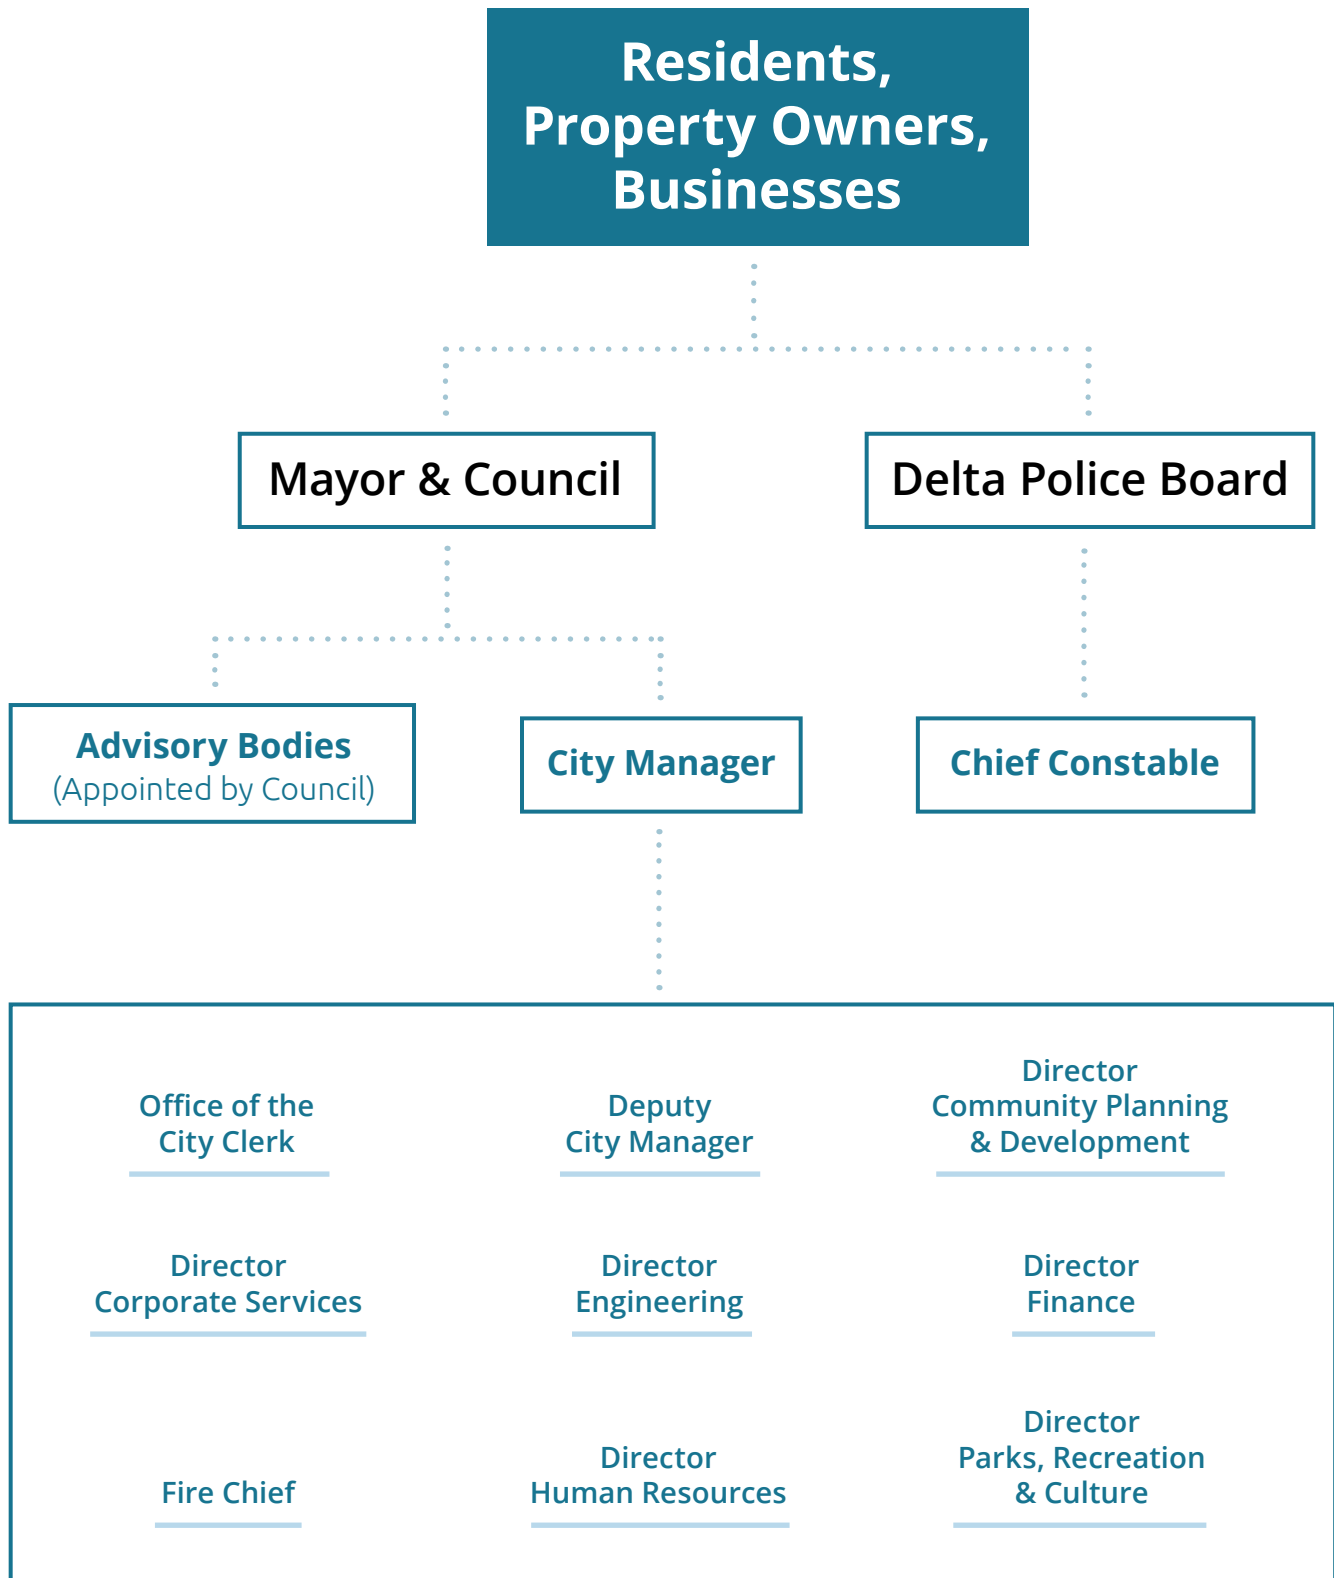 Residents,
Property Owners,
Businesses
Mayor & Council
Delta Police Board
Advisory Bodies
(Appointed by Council)
City Manager
Chief Constable
Office of the
City Clerk
Deputy
City Manager
Director
Community Planning
& Development
Director
Corporate Services
Director
Engineering
Director
Finance
Fire Chief
Director
Human Resources
Director
Parks, Recreation
& Culture